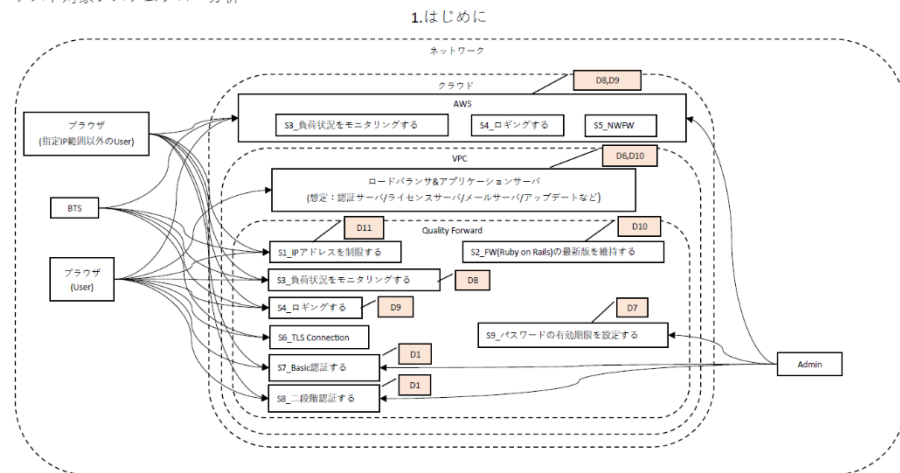 1.はじめに
ネットワーク
クラウド
D8,D9
AWS
S3_負荷状況をモニタリングする
S4_ロギングする
S5_NWFW
ブラウザ
(指定IP範囲以外のUser)
VPC
D6,D10
ロードバランサ&アプリケーションサーバ
(想定：認証サーバ/ライセンスサーバ/メールサーバ/アップデートなど)
BTS
Quality Forward
D11
D10
S1_IPアドレスを制限する
S2_FW(Ruby on Rails)の最新版を維持する
ブラウザ
(User)
S3_負荷状況をモニタリングする
D8
S4_ロギングする
D9
D7
S6_TLS Connection
S9_パスワードの有効期限を設定する
D1
S7_Basic認証する
Admin
D1
S8_二段階認証する